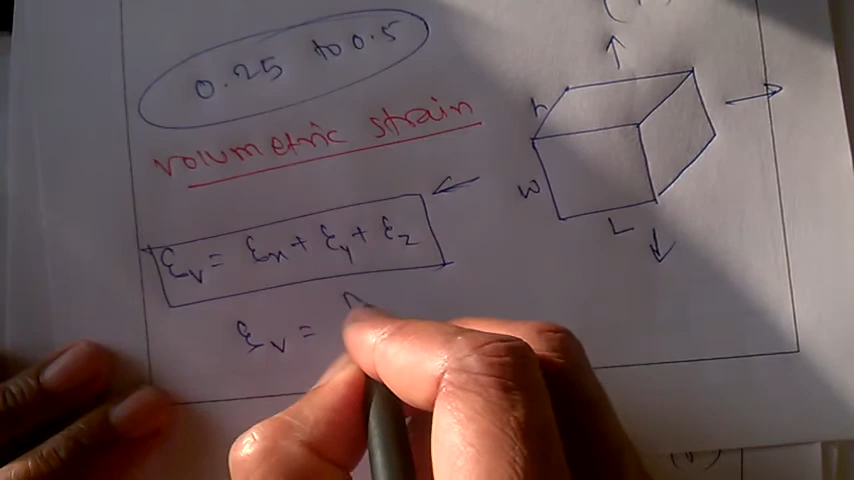 0.25 to 0.5
volumetric strain
h
w
L
εv = εx + εy + εz
εv =
(v)